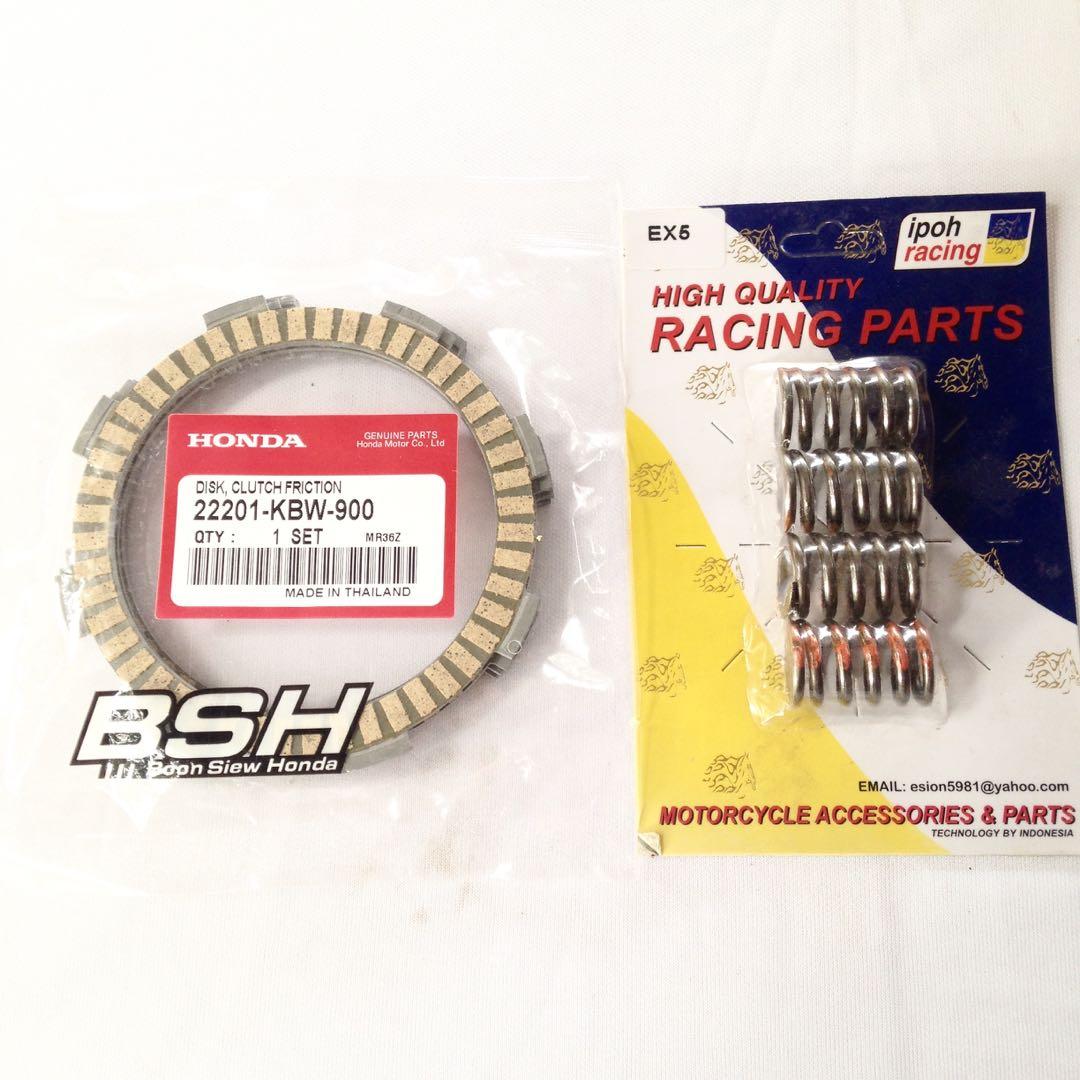 HONDA
GENUINE PARTS
Honda Motor Co., Ltd
DISK, CLUTCH FRICTION
22201-KBW-900
QTY : 1 SET MR36Z
MADE IN THAILAND
BSH
Boon Siew Honda
EX5
ipoh
racing
HIGH QUALITY
RACING PARTS
EMAIL: esion5981@yahoo.com
MOTORCYCLE ACCESSORIES & PARTS
TECHNOLOGY BY INDONESIA